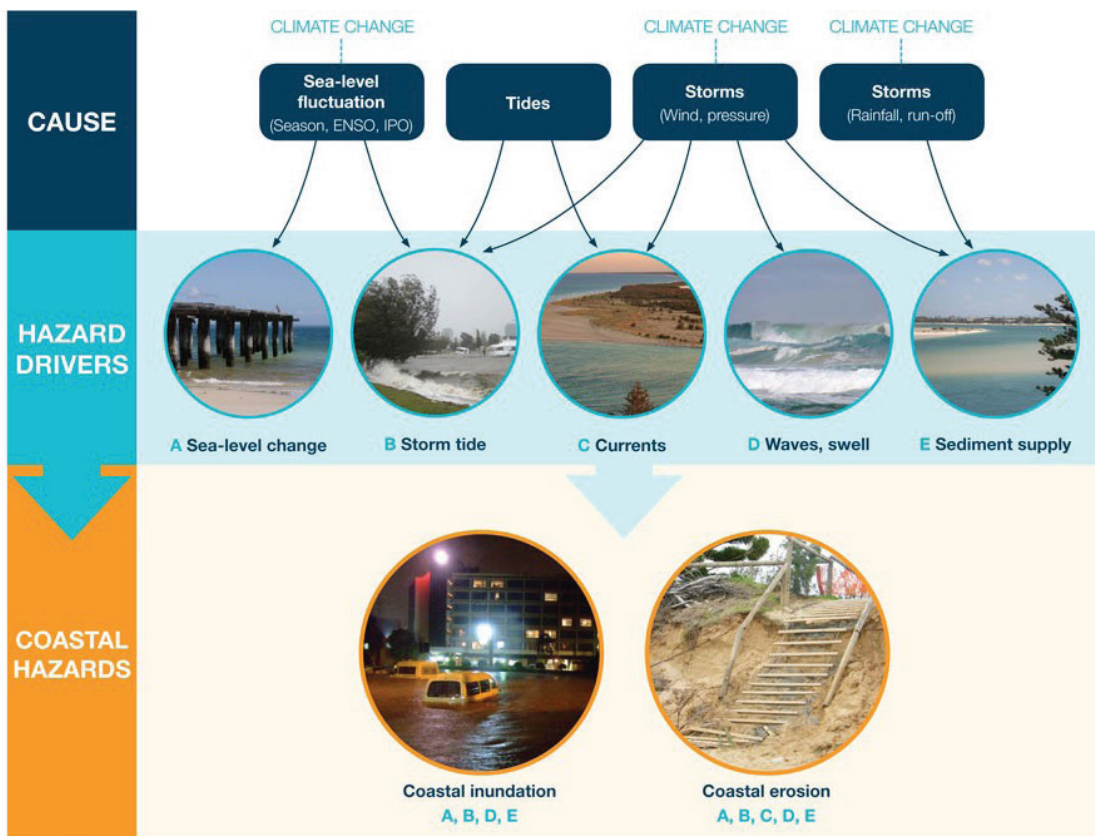 CLIMATE CHANGE
CLIMATE CHANGE
CLIMATE CHANGE
CAUSE
Sea-level
fluctuation
(Season, ENSO, IPO)
Tides
Storms
(Wind, pressure)
Storms
(Rainfall, run-off)
HAZARD
DRIVERS
A Sea-level change
B Storm tide
C Currents
D Waves, swell
E Sediment supply
COASTAL
HAZARDS
Coastal inundation
A, B, D, E
Coastal erosion
A, B, C, D, E